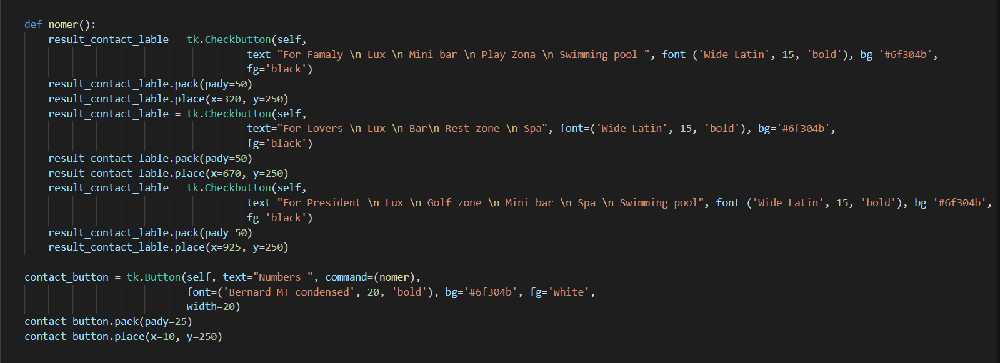 def nomer():
    result_contact_lable = tk.Checkbutton(self,
                                     text="For Famaly \n Lux \n Mini bar \n Play Zona \n Swimming pool ", font=('Wide Latin', 15, 'bold'), bg='#6f304b',
                                     fg='black')
    result_contact_lable.pack(pady=50)
    result_contact_lable.place(x=320, y=250)
    result_contact_lable = tk.Checkbutton(self,
                                     text="For Lovers \n Lux \n Bar\n Rest zone \n Spa", font=('Wide Latin', 15, 'bold'), bg='#6f304b',
                                     fg='black')
    result_contact_lable.pack(pady=50)
    result_contact_lable.place(x=670, y=250)
    result_contact_lable = tk.Checkbutton(self,
                                     text="For President \n Lux \n Golf zone \n Mini bar \n Spa \n Swimming pool", font=('Wide Latin', 15, 'bold'), bg='#6f304b',
                                     fg='black')
    result_contact_lable.pack(pady=50)
    result_contact_lable.place(x=925, y=250)

contact_button = tk.Button(self, text="Numbers ", command=(nomer),
                           font=('Bernard MT condensed', 20, 'bold'), bg='#6f304b', fg='white',
                           width=20)
contact_button.pack(pady=25)
contact_button.place(x=10, y=250)